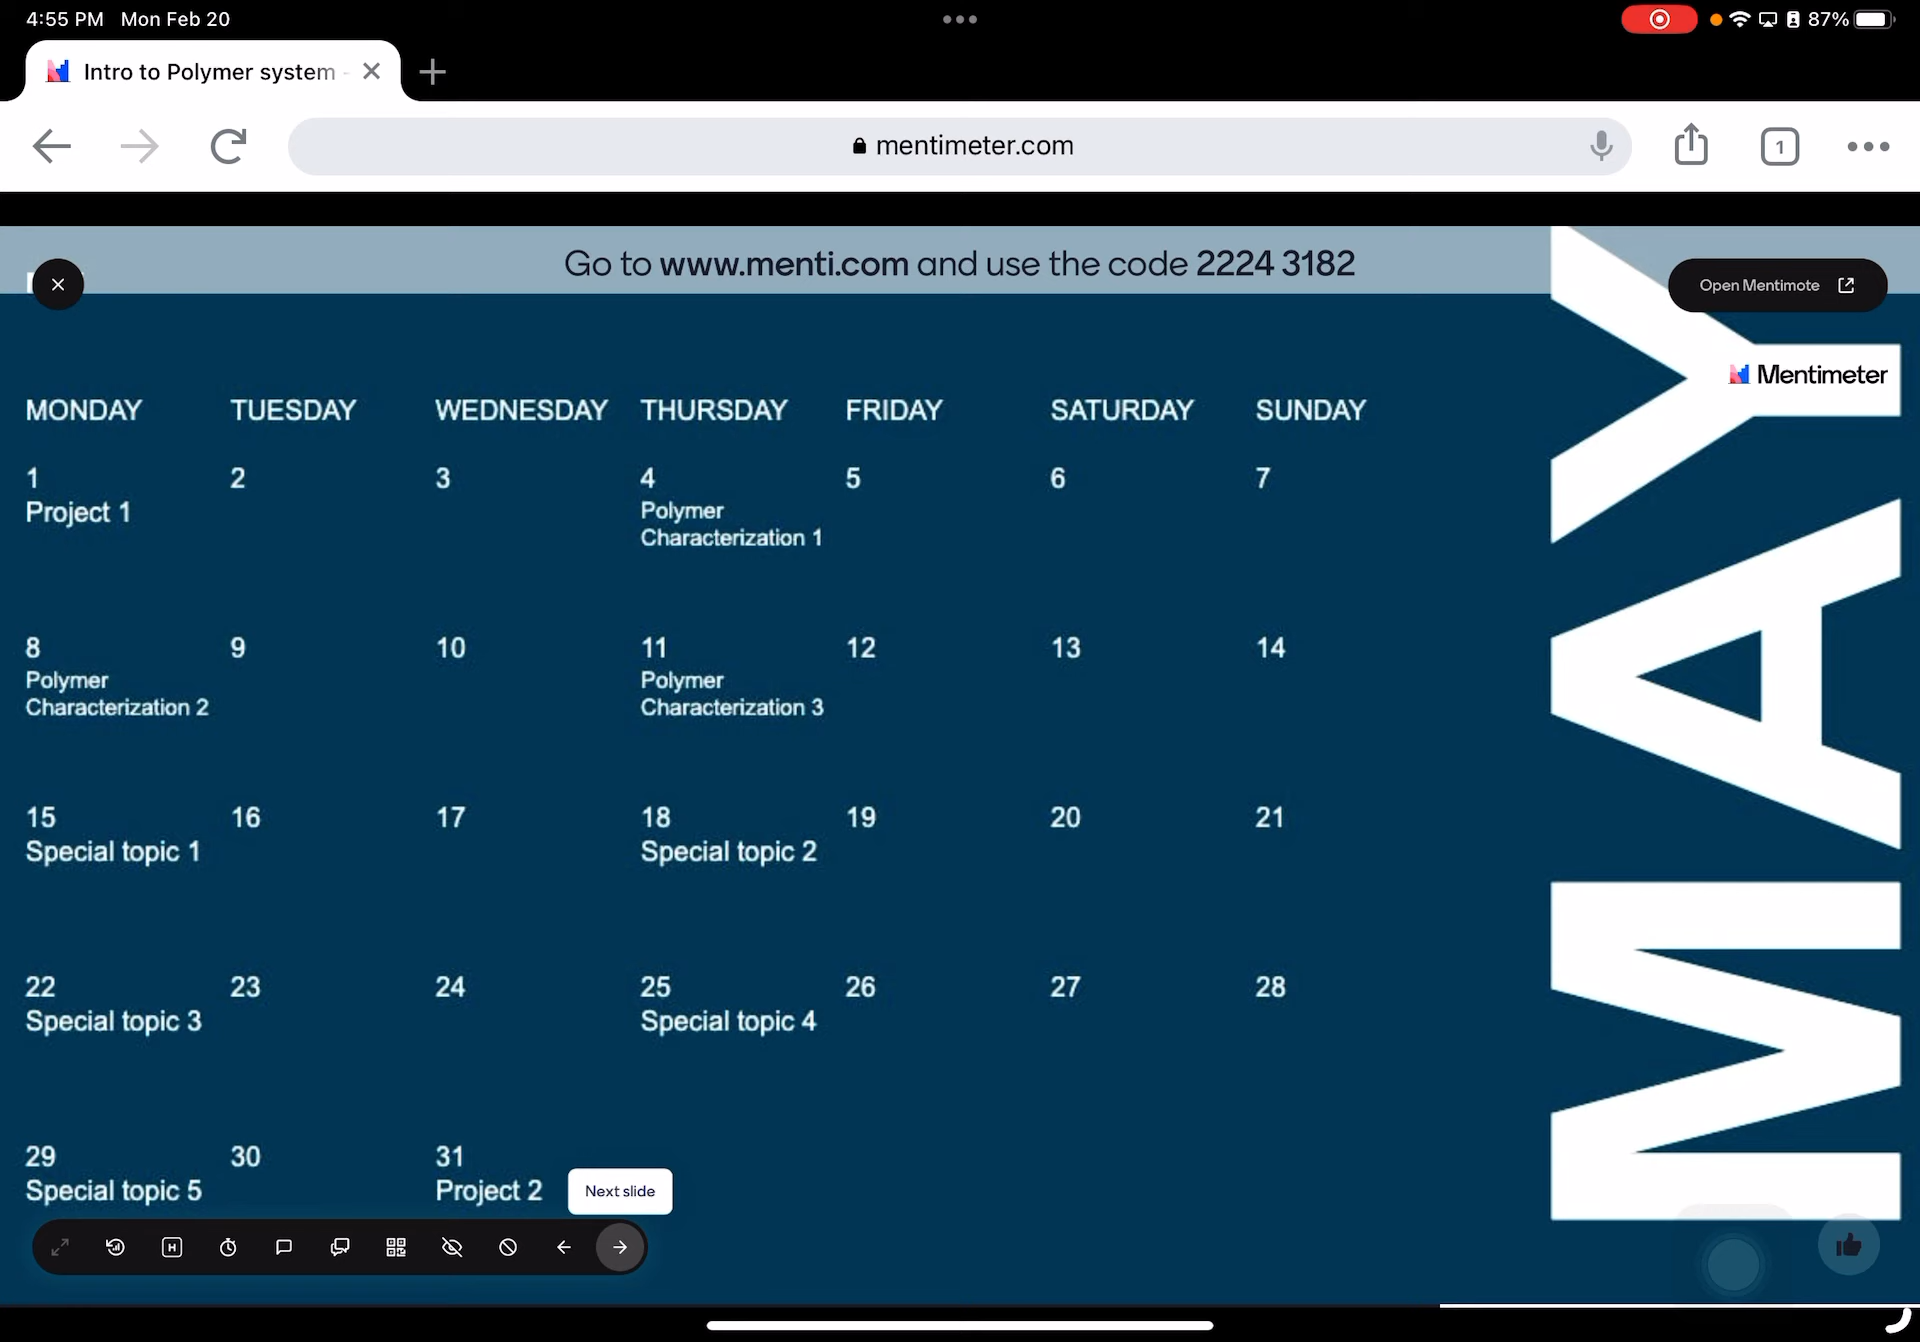 4:55 PM Mon Feb 20
87%
Intro to Polymer system -
mentimeter.com
1
Go to www.menti.com and use the code 2224 3182
Open Mentimote
Mentimeter
MAY
MONDAY TUESDAY WEDNESDAY THURSDAY FRIDAY SATURDAY SUNDAY
1 2 3 4 5 6 7
Project 1
Polymer
Characterization 1
8 9 10 11 12 13 14
Polymer Polymer
Characterization 2 Characterization 3
15 16 17 18 19 20 21
Special topic 1 Special topic 2
22 23 24 25 26 27 28
Special topic 3 Special topic 4
29 30 31
Special topic 5 Project 2
Next slide
H